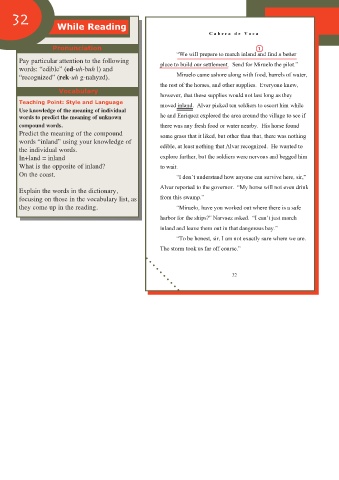 32
While Reading
Pronunciation
Pay particular attention to the following
words: "edible" (ed-uh-buh l) and
"recognized" (rek-uh g-nahyzd).
Vocabulary
Teaching Point: Style and Language
Use knowledge of the meaning of individual
words to predict the meaning of unknown
compound words.
Predict the meaning of the compound
words "inland" using your knowledge of
the individual words.
In+land = inland
What is the opposite of inland?
On the coast.
Explain the words in the dictionary,
focusing on those in the vocabulary list, as
they come up in the reading.
Cabeza de Vaca
1
"We will prepare to march inland and find a better
place to build our settlement. Send for Miruelo the pilot."
Miruelo came ashore along with food, barrels of water,
the rest of the horses, and other supplies. Everyone knew,
however, that these supplies would not last long as they
moved inland. Alvar picked ten soldiers to escort him while
he and Enriquez explored the area around the village to see if
there was any fresh food or water nearby. His horse found
some grass that it liked, but other than that, there was nothing
edible, at least nothing that Alvar recognized. He wanted to
explore further, but the soldiers were nervous and begged him
to wait.
"I don't understand how anyone can survive here, sir,"
Alvar reported to the governor. "My horse will not even drink
from this swamp."
"Miruelo, have you worked out where there is a safe
harbor for the ships?" Narvaez asked. "I can't just march
inland and leave them out in that dangerous bay."
"To be honest, sir, I am not exactly sure where we are.
The storm took us far off course."
32